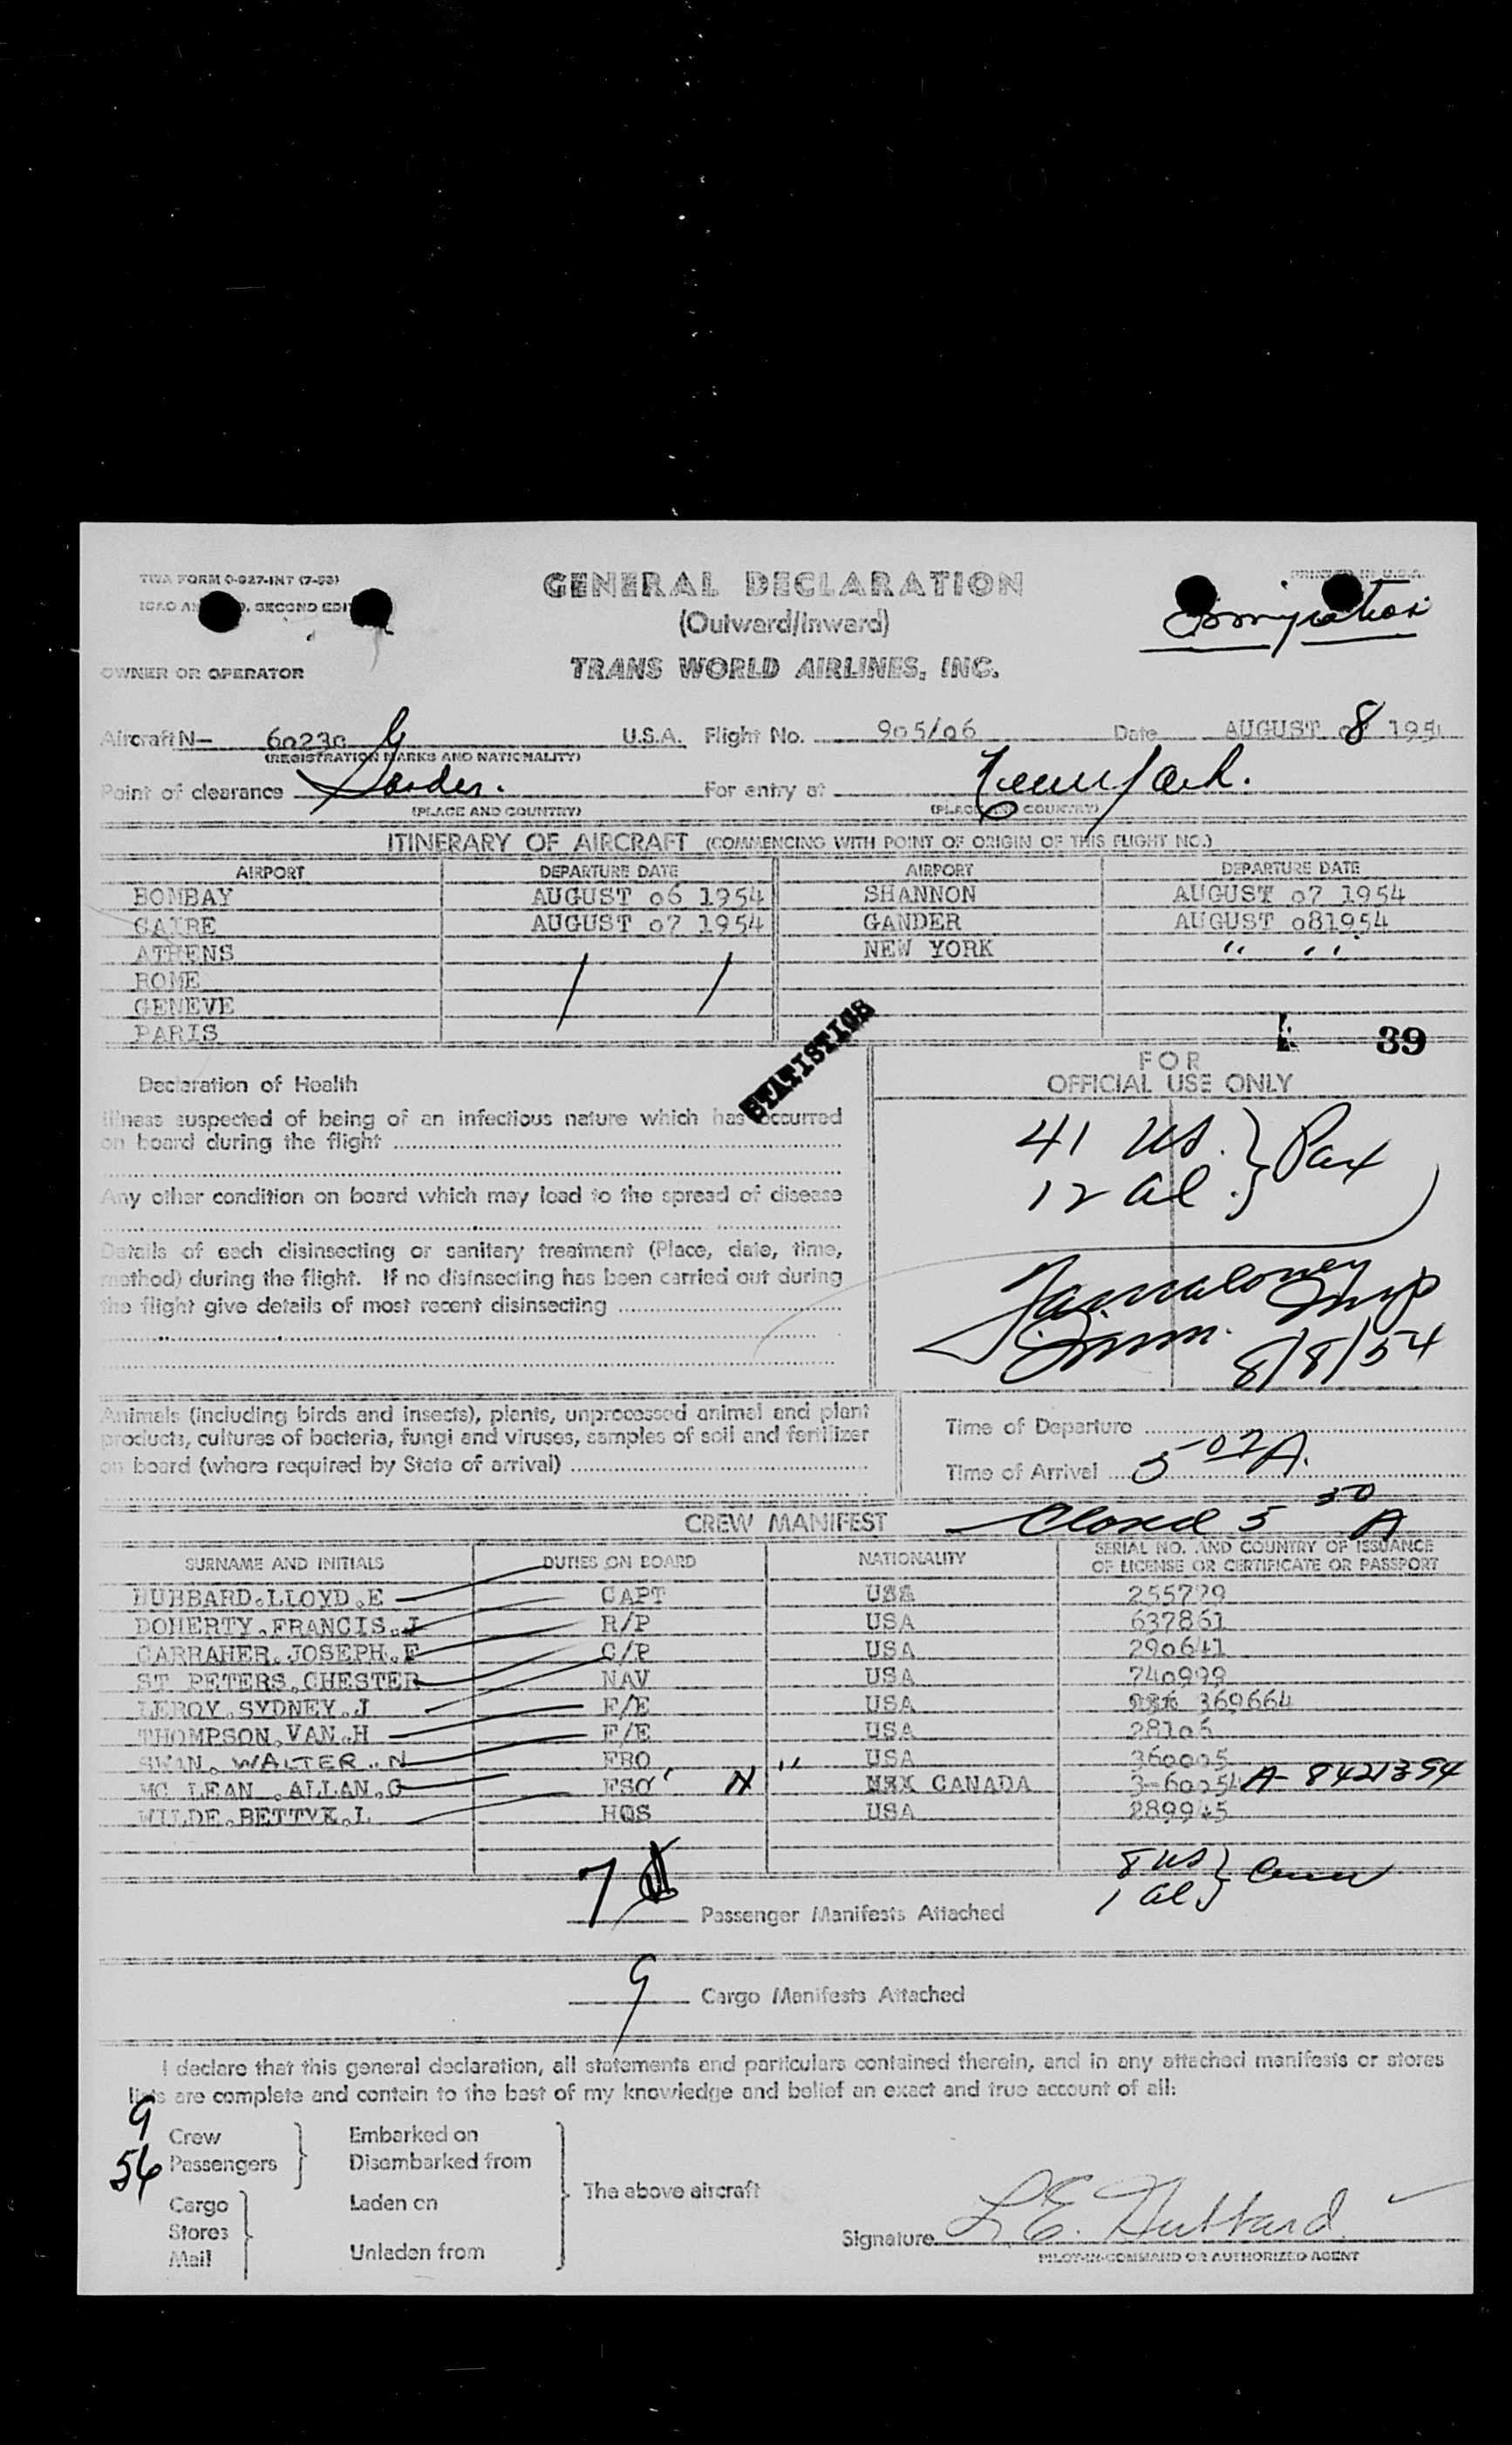 TWA FORM O-927-INT (7-53)
PRINTED IN U.S.A.
SECOND
GENERAL DECLARATION
(Outward/Inward)
OWNER OR OPERATOR
TRANS WORLD AIRLINES, INC.
Aircraft N- U.S.A. Flight No. 905/06 Date AUGUST 8 1954
(REGISTRATION MARKS AND NATIONALITY)
Point of clearance Gander. For entry at New York.
(PLACE AND COUNTRY) (PLACE AND COUNTRY)
ITINERARY OF AIRCRAFT (COMMENCING WITH POINT OF ORIGIN OF THIS FLIGHT NO.)
AIRPORT DEPARTURE DATE AIRPORT DEPARTURE DATE
BOMBAY AUGUST 06 1954 SHANNON AUGUST 07 1954
CAIRE AUGUST 07 1954 GANDER AUGUST 081954
ATHENS NEW YORK " "
ROME
GENEVE
PARIS
39
STATISTICS
Declaration of Health
Illness suspected of being of an infectious nature which has occurred
on board during the flight
Any other condition on board which may lead to the spread of disease
Details of each disinsecting or sanitary treatment (Place, date, time,
method) during the flight. If no disinsecting has been carried out during
the flight give details of most recent disinsecting
FOR
OFFICIAL USE ONLY
41 US. } Pax
12 al. }
Imm. 8/8/54
Animals (including birds and insects), plants, unprocessed animal and plant
products, cultures of bacteria, fungi and viruses, samples of soil and fertilizer
on board (where required by State of arrival)
Time of Departure
Time of Arrival 5 02 A.
Closed 5 30 A
CREW MANIFEST
SURNAME AND INITIALS DUTIES ON BOARD NATIONALITY SERIAL NO. AND COUNTRY OF ISSUANCE OF LICENSE OR CERTIFICATE OR PASSPORT
HUBBARD.LLOYD.E CAPT USA 255729
DOHERTY.FRANCIS.J R/P USA 637861
CARRAHER.JOSEPH.F C/P USA 290641
ST PETERS.CHESTER NAV USA 740999
LEROY.SYDNEY.J F/E USA 369664
THOMPSON.VAN.H F/E USA 28106
SWAN. WALTER.N FRO USA 360005
MC LEAN .ALLAN.G FSO N " CANADA 3-60054 A-8421394
WILDE.BETTYK.L HOS USA 289945
8 US } Crew
1 al }
7 Passenger Manifests Attached
9 Cargo Manifests Attached
I declare that this general declaration, all statements and particulars contained therein, and in any attached manifests or stores
lists are complete and contain to the best of my knowledge and belief an exact and true account of all:
9 Crew Embarked on
56 Passengers Disembarked from
The above aircraft
Cargo Laden on
Stores
Mail Unladen from
Signature L.E. Hubbard
PILOT-IN-COMMAND OR AUTHORIZED AGENT